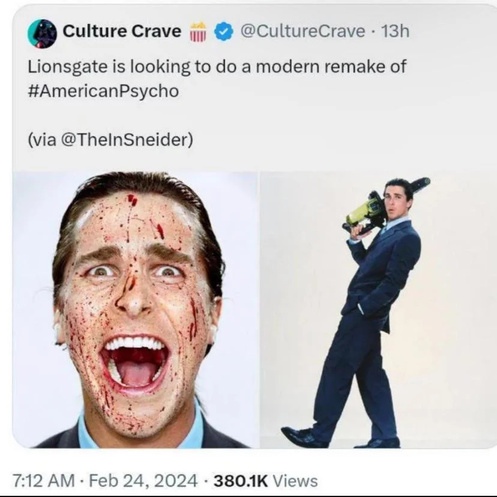 Culture Crave 🍿 @CultureCrave · 13h
Lionsgate is looking to do a modern remake of
#AmericanPsycho
(via @TheInSneider)
7:12 AM · Feb 24, 2024 · 380.1K Views